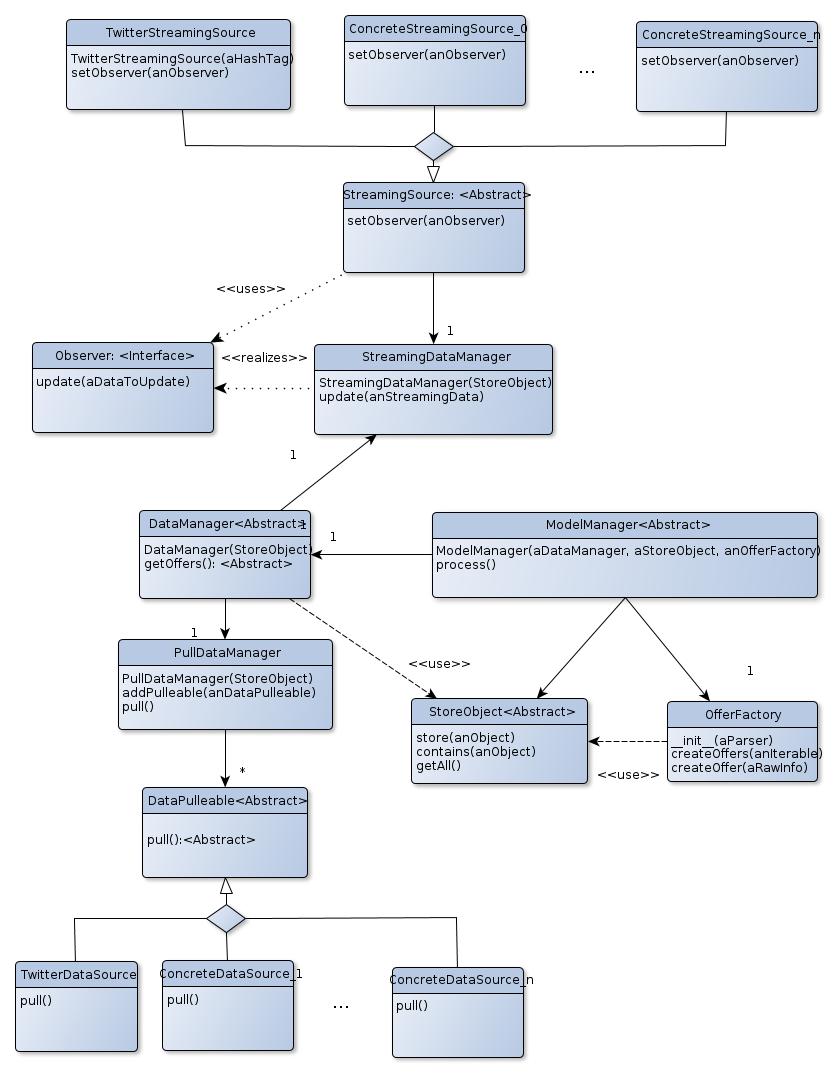 TwitterStreamingSource
TwitterStreamingSource(aHashTag)
setObserver(anObserver)
ConcreteStreamingSource_0
setObserver(anObserver)
...
ConcreteStreamingSource_n
setObserver(anObserver)
StreamingSource: <Abstract>
setObserver(anObserver)
<<uses>>
1
Observer: <Interface>
update(aDataToUpdate)
<<realizes>>
StreamingDataManager
StreamingDataManager(StoreObject)
update(anStreamingData)
1
DataManager<Abstract>
1
DataManager(StoreObject)
getOffers(): <Abstract>
1
ModelManager<Abstract>
ModelManager(aDataManager, aStoreObject, anOfferFactory)
process()
1
PullDataManager
PullDataManager(StoreObject)
addPulleable(anDataPulleable)
pull()
<<use>>
1
StoreObject<Abstract>
store(anObject)
contains(anObject)
getAll()
OfferFactory
__init__(aParser)
createOffers(anIterable)
createOffer(aRawInfo)
<<use>>
*
DataPulleable<Abstract>
pull():<Abstract>
TwitterDataSource
pull()
ConcreteDataSource_1
pull()
...
ConcreteDataSource_n
pull()